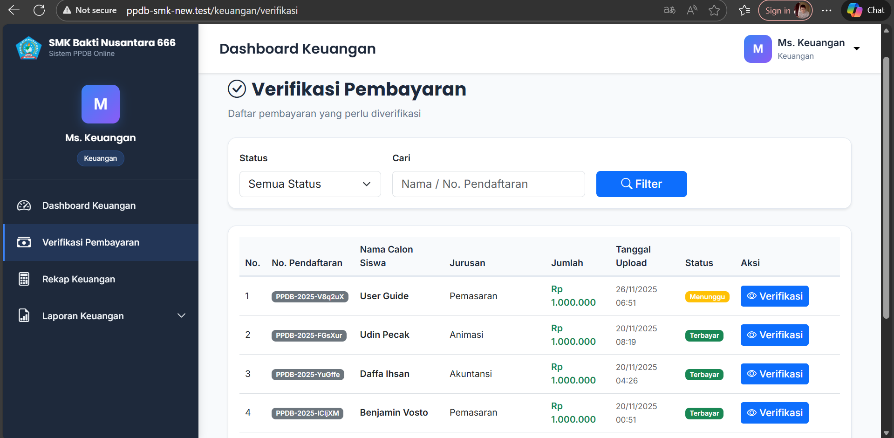 Not secure
ppdb-smk-new.test/keuangan/verifikasi
Sign in
Chat
SMK Bakti Nusantara 666
Sistem PPDB Online
M
Ms. Keuangan
Keuangan
Dashboard Keuangan
Verifikasi Pembayaran
Rekap Keuangan
Laporan Keuangan
Dashboard Keuangan
M
Ms. Keuangan
Keuangan
Verifikasi Pembayaran
Daftar pembayaran yang perlu diverifikasi
Status
Cari
Semua Status
Nama / No. Pendaftaran
Filter
No. No. Pendaftaran Nama Calon Siswa Jurusan Jumlah Tanggal Upload Status Aksi
1 PPDB-2025-V8q2uX User Guide Pemasaran Rp 1.000.000 26/11/2025 06:51 Menunggu Verifikasi
2 PPDB-2025-FGsXur Udin Pecak Animasi Rp 1.000.000 20/11/2025 08:19 Terbayar Verifikasi
3 PPDB-2025-YuGffe Daffa Ihsan Akuntansi Rp 1.000.000 20/11/2025 04:26 Terbayar Verifikasi
4 Benjamin Vosto Pemasaran Rp 1.000.000 20/11/2025 00:51 Terbayar Verifikasi